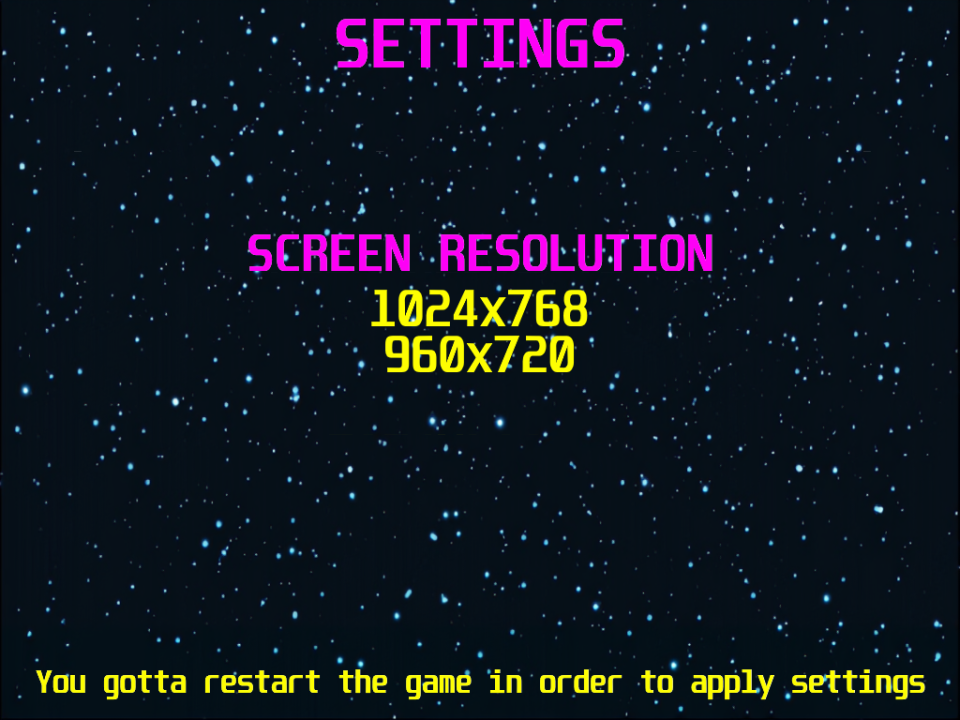 SETTINGS
SCREEN RESOLUTION
1024x768
960x720
You gotta restart the game in order to apply settings